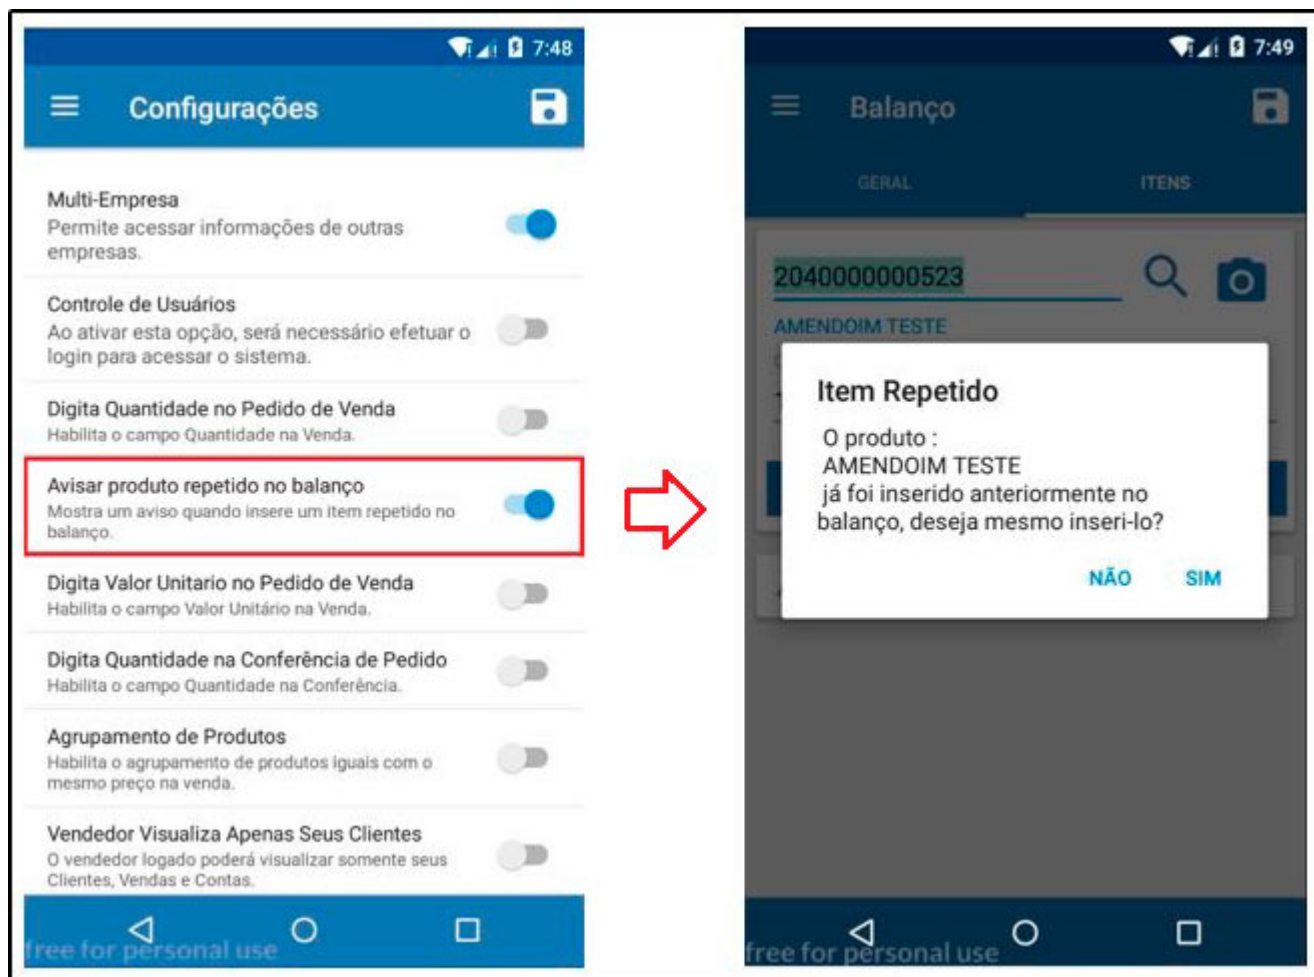 7:48
Configurações
Multi-Empresa
Permite acessar informações de outras
empresas.
Controle de Usuários
Ao ativar esta opção, será necessário efetuar o
login para acessar o sistema.
Digita Quantidade no Pedido de Venda
Habilita o campo Quantidade na Venda.
Avisar produto repetido no balanço
Mostra um aviso quando insere um item repetido no
balanço.
Digita Valor Unitario no Pedido de Venda
Habilita o campo Valor Unitário na Venda.
Digita Quantidade na Conferência de Pedido
Habilita o campo Quantidade na Conferência.
Agrupamento de Produtos
Habilita o agrupamento de produtos iguais com o
mesmo preço na venda.
Vendedor Visualiza Apenas Seus Clientes
O vendedor logado poderá visualizar somente seus
Clientes, Vendas e Contas.
free for personal use
7:49
Balanço
GERAL ITENS
2040000000523
AMENDOIM TESTE
Item Repetido
O produto :
AMENDOIM TESTE
já foi inserido anteriormente no
balanço, deseja mesmo inseri-lo?
NÃO SIM
free for personal use